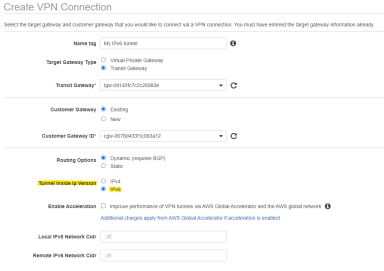 Create VPN Connection
Select the target gateway and customer gateway that you would like to connect via a VPN connection. You must have entered the target gateway information already
Name tag My IPv6 tunnel
Target Gateway Type Virtual Private Gateway
Transit Gateway
Transit Gateway*
Customer Gateway Existing
New
Customer Gateway ID*
Routing Options Dynamic (requires BGP)
Static
Tunnel Inside Ip Version IPv4
IPv6
Enable Acceleration Improve performance of VPN tunnels via AWS Global Accelerator and the AWS global network
Additional charges apply from AWS Global Accelerator if acceleration is enabled
Local IPv6 Network Cidr ::/0
Remote IPv6 Network Cidr ::/0